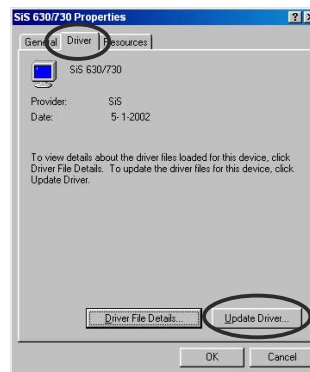 SiS 630/730 Properties
General Driver Resources
SiS 630/730
Provider: SiS
Date: 5- 1-2002
To view details about the driver files loaded for this device, click
Driver File Details. To update the driver files for this device, click
Update Driver.
Driver File Details... Update Driver...
OK Cancel